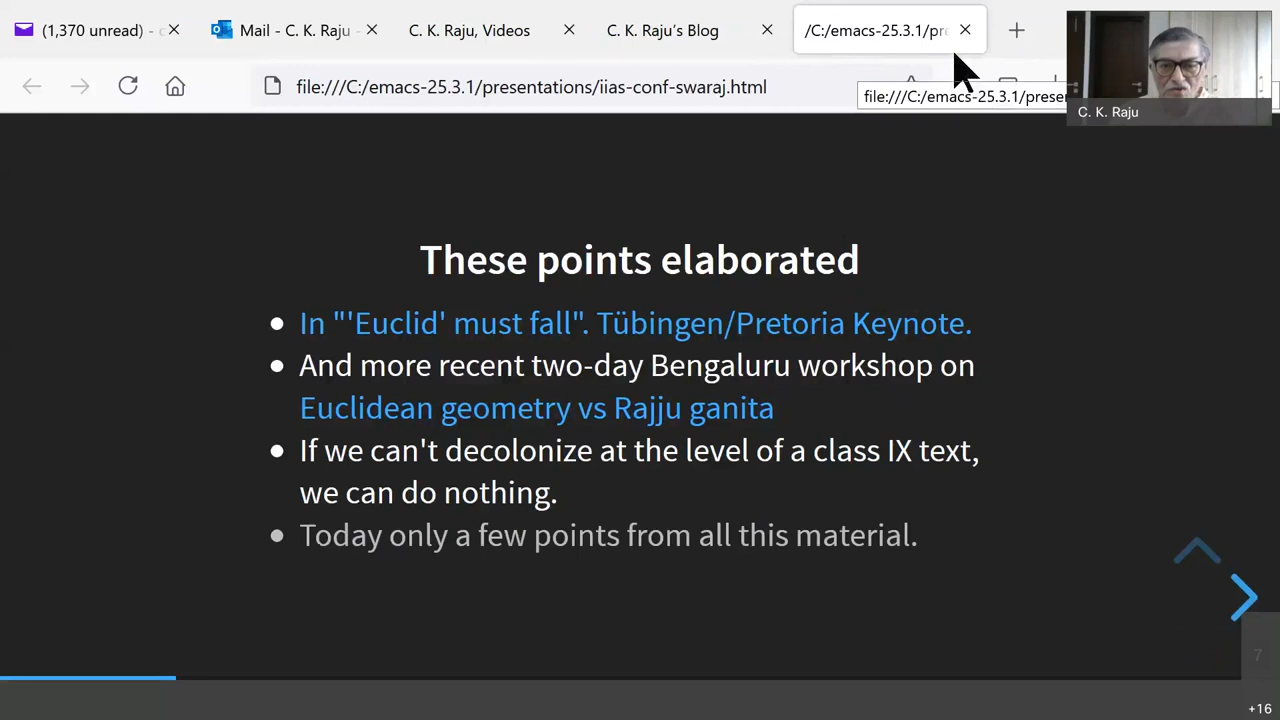 (1,370 unread) - c
Mail - C. K. Raju -
C. K. Raju, Videos
C. K. Raju's Blog
/C:/emacs-25.3.1/pre
file:///C:/emacs-25.3.1/presentations/iias-conf-swaraj.html
file:///C:/emacs-25.3.1/presen
C. K. Raju
These points elaborated
In "'Euclid' must fall". Tübingen/Pretoria Keynote.
And more recent two-day Bengaluru workshop on
Euclidean geometry vs Rajju ganita
If we can't decolonize at the level of a class IX text,
we can do nothing.
Today only a few points from all this material.
7
+16